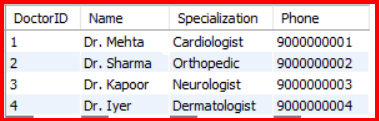 DoctorID Name Specialization Phone
1 Dr. Mehta Cardiologist 9000000001
2 Dr. Sharma Orthopedic 9000000002
3 Dr. Kapoor Neurologist 9000000003
4 Dr. Iyer Dermatologist 9000000004